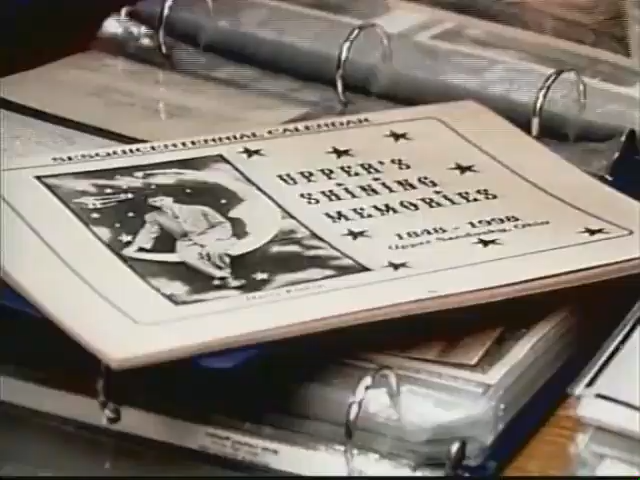 SESQUICENTENNIAL CALENDAR
UPPER'S
SHINING
MEMORIES
1848 - 1998
Upper Sandusky, Ohio